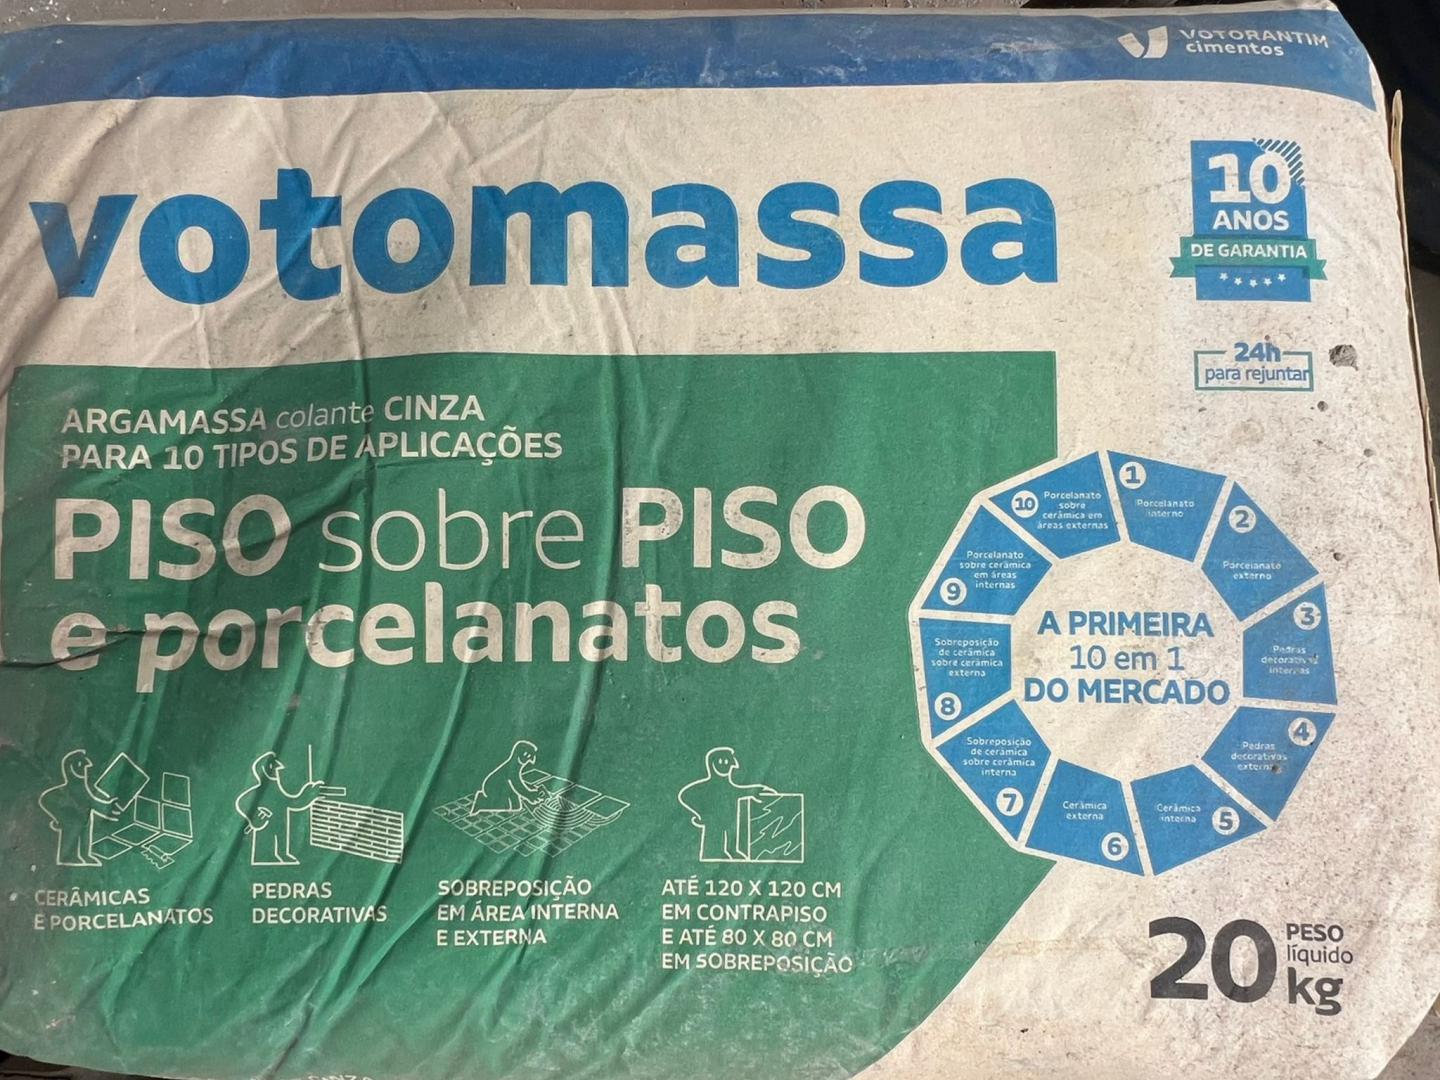 VOTORANTIM
cimentos
votomassa
10
ANOS
DE GARANTIA
24h
para rejuntar
ARGAMASSA colante CINZA
PARA 10 TIPOS DE APLICAÇÕES
PISO sobre PISO
e porcelanatos
1
Porcelanato
interno
2
Porcelanato
externo
3
Pedras
decorativas
internas
4
Pedras
decorativas
externas
5
Cerâmica
interna
6
Cerâmica
externa
7
Sobreposição
de cerâmica
sobre cerâmica
interna
8
Sobreposição
de cerâmica
sobre cerâmica
externa
9
Porcelanato
sobre cerâmica
em áreas
internas
10
Porcelanato
sobre
cerâmica em
áreas externas
A PRIMEIRA
10 em 1
DO MERCADO
CERÂMICAS
E PORCELANATOS
PEDRAS
DECORATIVAS
SOBREPOSIÇÃO
EM ÁREA INTERNA
E EXTERNA
ATÉ 120 X 120 CM
EM CONTRAPISO
E ATÉ 80 X 80 CM
EM SOBREPOSIÇÃO
20 kg
PESO
líquido